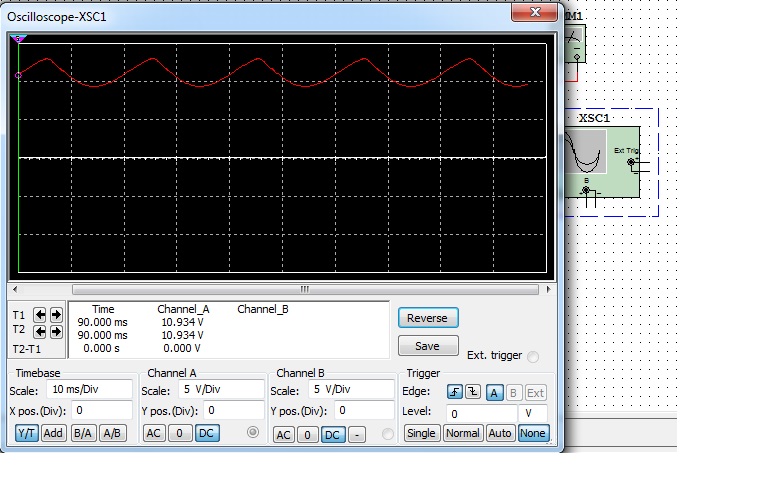 Oscilloscope-XSC1
XSC1
Ext Trig
B
Time Channel_A Channel_B
T1 90.000 ms 10.934 V
T2 90.000 ms 10.934 V
T2-T1 0.000 s 0.000 V
Reverse
Save
Ext. trigger
Timebase
Scale: 10 ms/Div
X pos.(Div): 0
Y/T Add B/A A/B
Channel A
Scale: 5 V/Div
Y pos.(Div): 0
AC 0 DC
Channel B
Scale: 5 V/Div
Y pos.(Div): 0
AC 0 DC -
Trigger
Edge: A B Ext
Level: 0 V
Single Normal Auto None